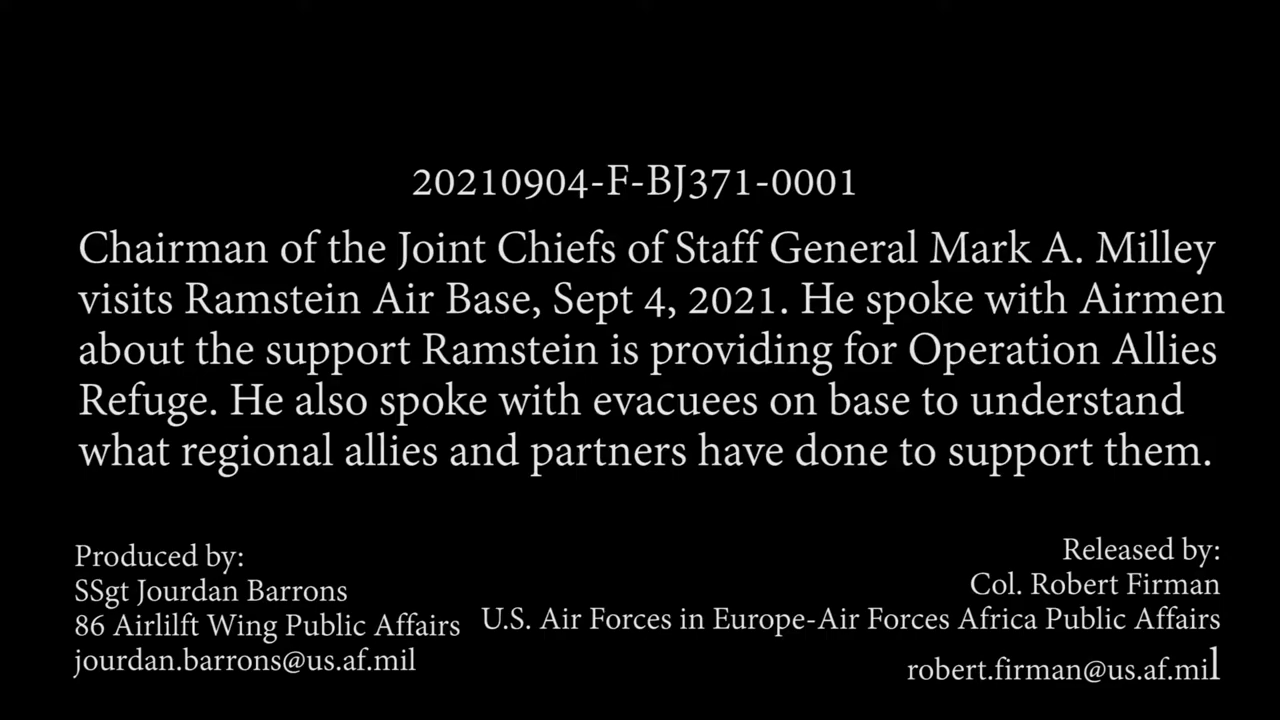 20210904-F-BJ371-0001
Chairman of the Joint Chiefs of Staff General Mark A. Milley
visits Ramstein Air Base, Sept 4, 2021. He spoke with Airmen
about the support Ramstein is providing for Operation Allies
Refuge. He also spoke with evacuees on base to understand
what regional allies and partners have done to support them.
Produced by:
SSgt Jourdan Barrons
86 Airlilft Wing Public Affairs
jourdan.barrons@us.af.mil
Released by:
Col. Robert Firman
U.S. Air Forces in Europe-Air Forces Africa Public Affairs
robert.firman@us.af.mil